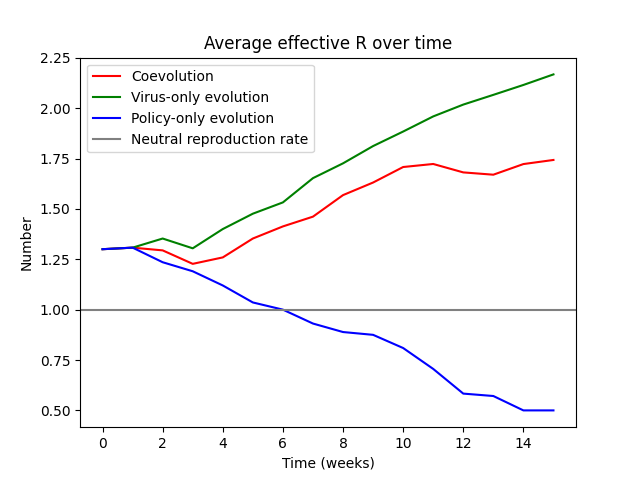 Average effective R over time
Coevolution
Virus-only evolution
Policy-only evolution
Neutral reproduction rate
Number
2.25
2.00
1.75
1.50
1.25
1.00
0.75
0.50
0 2 4 6 8 10 12 14
Time (weeks)